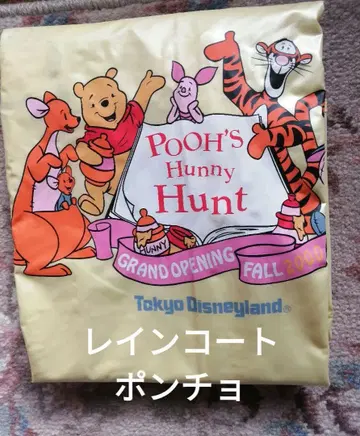 POOH'S
Hunny
Hunt
HUNNY
GRAND OPENING FALL 2000
Tokyo Disneyland®
レインコート
ポンチョ